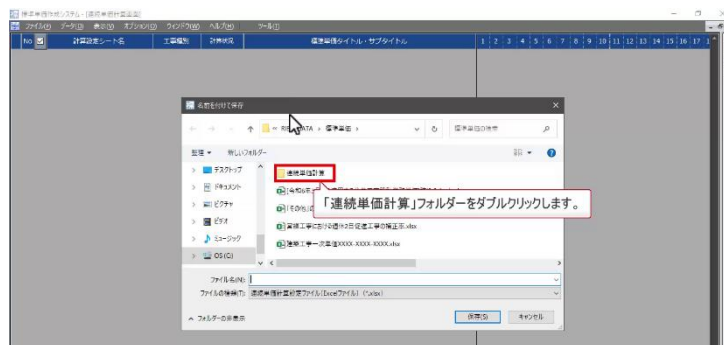 標準単価作成システム - [連続単価計算画面]
ファイル(F) データ(D) 表示(V) オプション(O) ウィンドウ(W) ヘルプ(H) ツール(T)
No 計算設定シート名 工事種別 計算状況 標準単価タイトル・サブタイトル 1 2 3 4 5 6 7 8 9 10 11 12 13 14 15 16 17 1
名前を付けて保存
DATA › 標準単価 ›
標準単価の検索
整理 新しいフォルダー
デスクトップ
連続単価計算
ドキュメント
「連続単価計算」フォルダーをダブルクリックします。
ピクチャ
ビデオ
営繕工事における週休2日促進工事の補正示.xlsx
ミュージック
建築工事一次単価XXXX-XXXX-XXXX.xlsx
OS (C:)
ファイル名(N):
ファイルの種類(T): 連続単価計算設定ファイル(Excelファイル) (*.xlsx)
フォルダーの非表示
保存(S) キャンセル